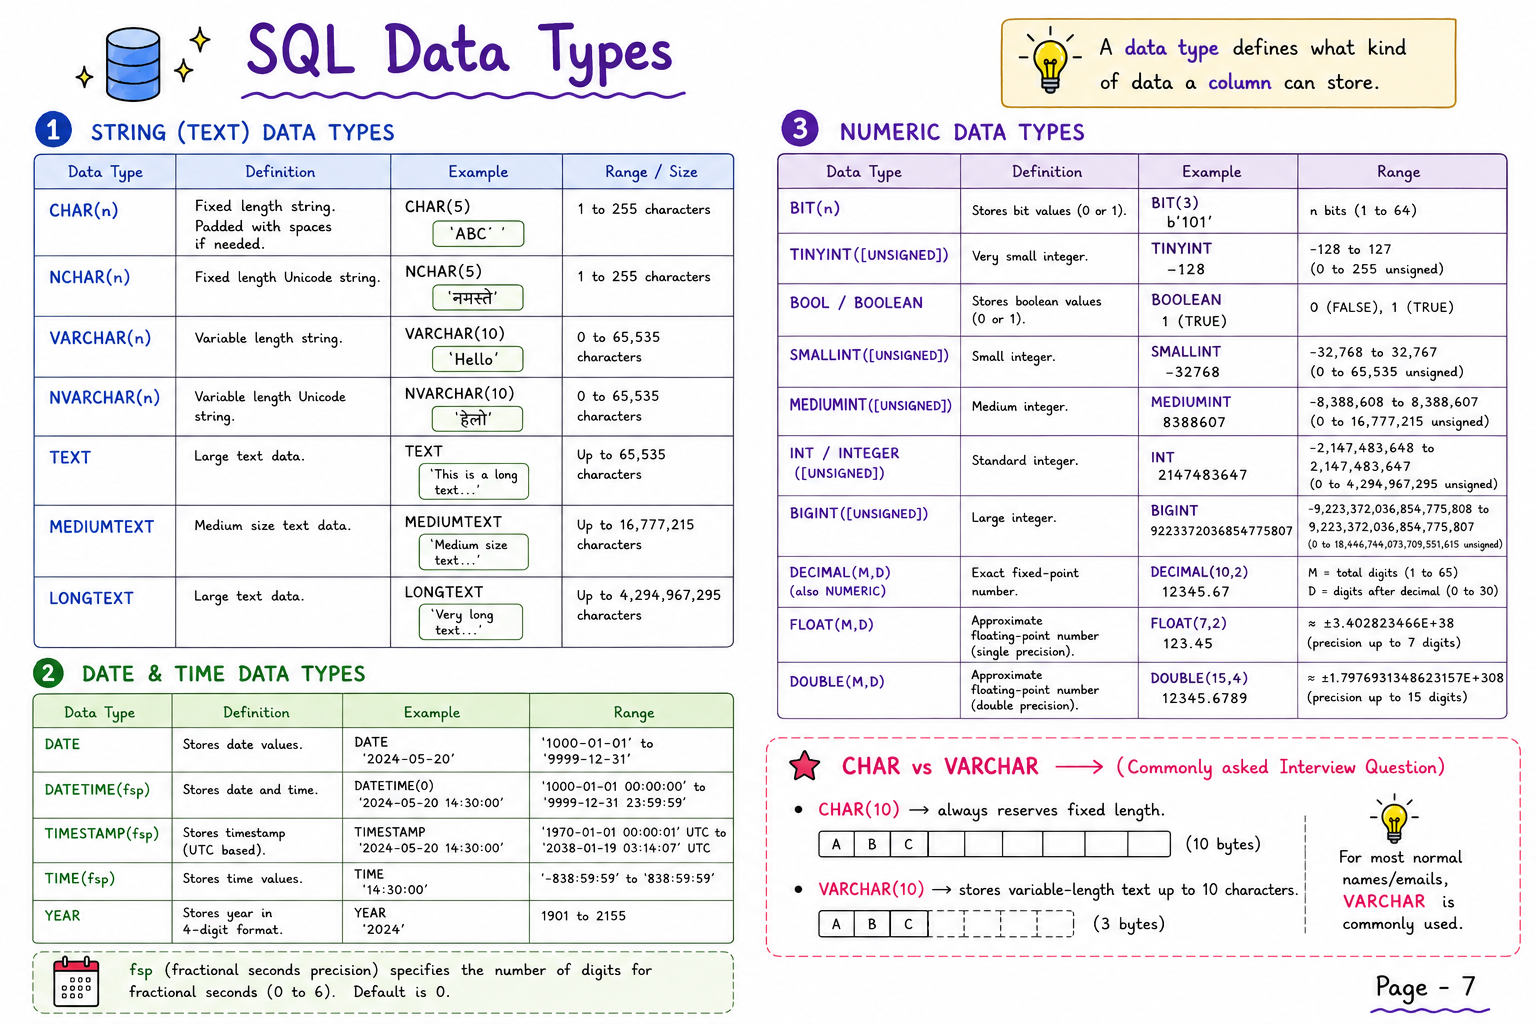 SQL Data Types
A data type defines what kind
of data a column can store.
1 STRING (TEXT) DATA TYPES
Data Type Definition Example Range / Size
CHAR(n) Fixed length string. CHAR(5) 1 to 255 characters
Padded with spaces 'ABC' '
if needed.
NCHAR(n) Fixed length Unicode string. NCHAR(5) 1 to 255 characters
'नमस्ते'
VARCHAR(n) Variable length string. VARCHAR(10) 0 to 65,535
'Hello' characters
NVARCHAR(n) Variable length Unicode NVARCHAR(10) 0 to 65,535
string. 'हेलो' characters
TEXT Large text data. TEXT Up to 65,535
'This is a long characters
text...'
MEDIUMTEXT Medium size text data. MEDIUMTEXT Up to 16,777,215
'Medium size characters
text...'
LONGTEXT Large text data. LONGTEXT Up to 4,294,967,295
'Very long characters
text...'
2 DATE & TIME DATA TYPES
Data Type Definition Example Range
DATE Stores date values. DATE '1000-01-01' to
'2024-05-20' '9999-12-31'
DATETIME(fsp) Stores date and time. DATETIME(0) '1000-01-01 00:00:00' to
'2024-05-20 14:30:00' '9999-12-31 23:59:59'
TIMESTAMP(fsp) Stores timestamp TIMESTAMP '1970-01-01 00:00:01' UTC to
(UTC based). '2024-05-20 14:30:00' '2038-01-19 03:14:07' UTC
TIME(fsp) Stores time values. TIME '-838:59:59' to '838:59:59'
'14:30:00'
YEAR Stores year in YEAR 1901 to 2155
4-digit format. '2024'
fsp (fractional seconds precision) specifies the number of digits for
fractional seconds (0 to 6). Default is 0.
3 NUMERIC DATA TYPES
Data Type Definition Example Range
BIT(n) Stores bit values (0 or 1). BIT(3) n bits (1 to 64)
b'101'
TINYINT([UNSIGNED]) Very small integer. TINYINT -128 to 127
-128 (0 to 255 unsigned)
BOOL / BOOLEAN Stores boolean values BOOLEAN 0 (FALSE), 1 (TRUE)
(0 or 1). 1 (TRUE)
SMALLINT([UNSIGNED]) Small integer. SMALLINT -32,768 to 32,767
-32768 (0 to 65,535 unsigned)
MEDIUMINT([UNSIGNED]) Medium integer. MEDIUMINT -8,388,608 to 8,388,607
8388607 (0 to 16,777,215 unsigned)
INT / INTEGER Standard integer. INT -2,147,483,648 to
([UNSIGNED]) 2147483647 2,147,483,647
(0 to 4,294,967,295 unsigned)
BIGINT([UNSIGNED]) Large integer. BIGINT -9,223,372,036,854,775,808 to
9223372036854775807 9,223,372,036,854,775,807
(0 to 18,446,744,073,709,551,615 unsigned)
DECIMAL(M,D) Exact fixed-point DECIMAL(10,2) M = total digits (1 to 65)
(also NUMERIC) number. 12345.67 D = digits after decimal (0 to 30)
FLOAT(M,D) Approximate FLOAT(7,2) ≈ ±3.402823466E+38
floating-point number 123.45 (precision up to 7 digits)
(single precision).
DOUBLE(M,D) Approximate DOUBLE(15,4) ≈ ±1.7976931348623157E+308
floating-point number 12345.6789 (precision up to 15 digits)
(double precision).
CHAR vs VARCHAR ⟶ (Commonly asked Interview Question)
• CHAR(10) → always reserves fixed length.
A B C (10 bytes)
• VARCHAR(10) → stores variable-length text up to 10 characters.
A B C (3 bytes)
For most normal
names/emails,
VARCHAR is
commonly used.
Page - 7